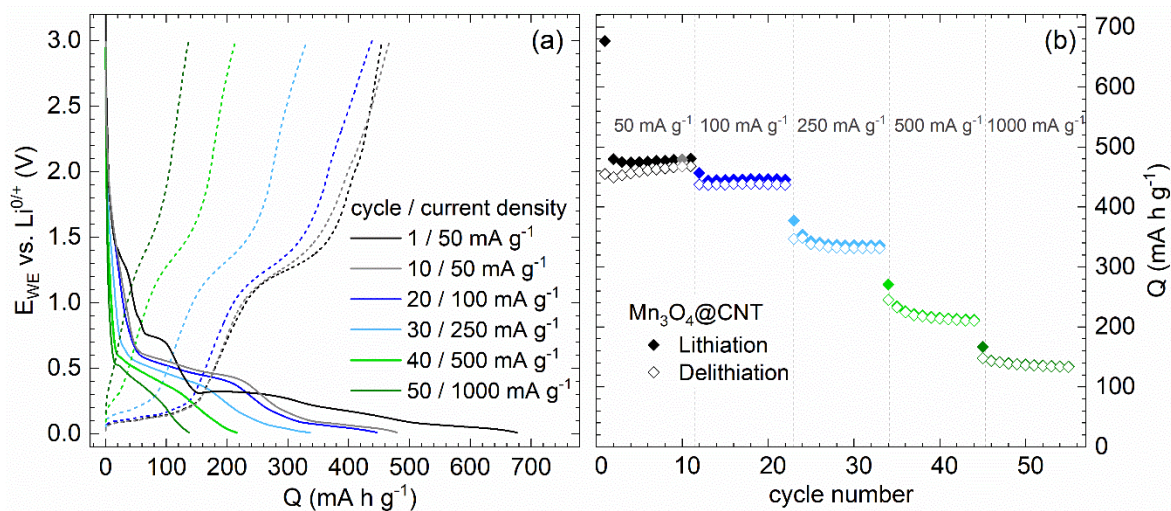 (a)
3.0
2.5
2.0
1.5
1.0
0.5
0.0
E_WE vs. Li^0/+ (V)
cycle / current density
1 / 50 mA g⁻¹
10 / 50 mA g⁻¹
20 / 100 mA g⁻¹
30 / 250 mA g⁻¹
40 / 500 mA g⁻¹
50 / 1000 mA g⁻¹
0 100 200 300 400 500 600 700
Q (mA h g⁻¹)
(b)
50 mA g⁻¹ 100 mA g⁻¹ 250 mA g⁻¹ 500 mA g⁻¹ 1000 mA g⁻¹
Mn₃O₄@CNT
Lithiation
Delithiation
700
600
500
400
300
200
100
0
Q (mA h g⁻¹)
0 10 20 30 40 50
cycle number